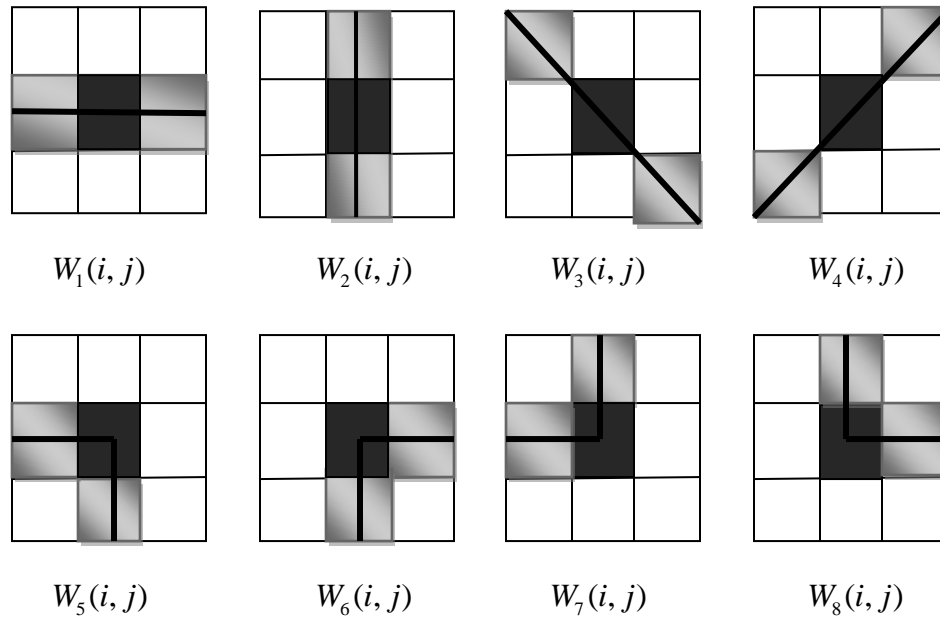 W₁(i, j) W₂(i, j) W₃(i, j) W₄(i, j)
W₅(i, j) W₆(i, j) W₇(i, j) W₈(i, j)